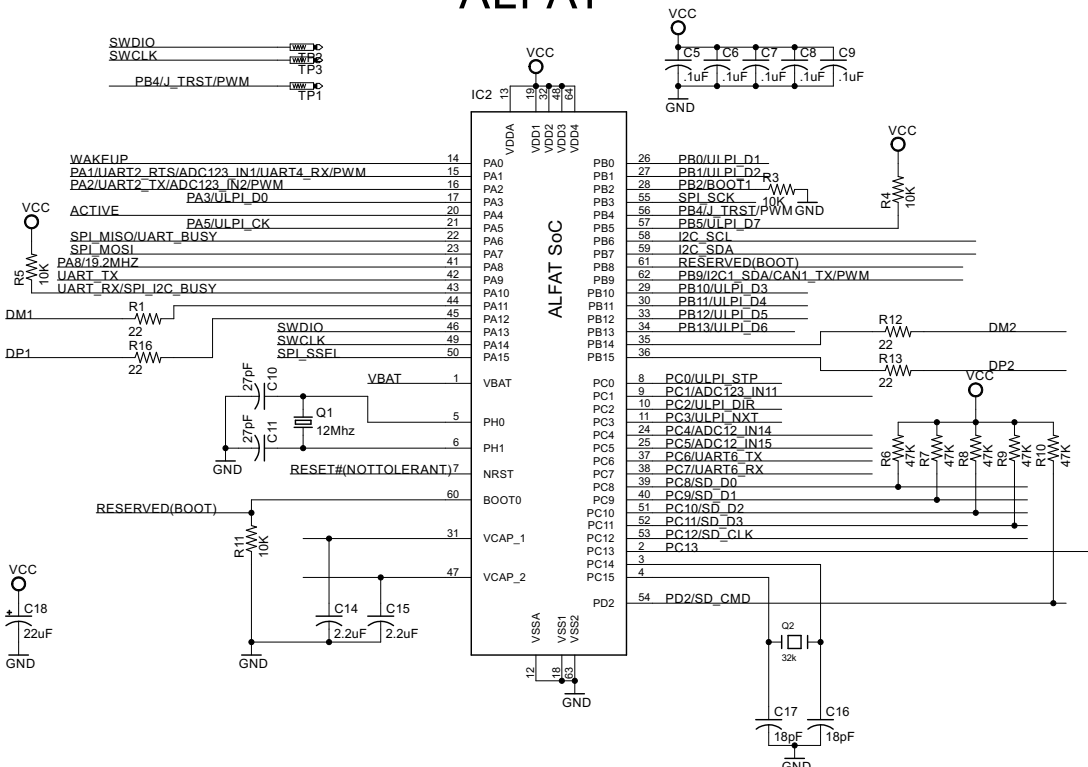 ALFAT
SWDIO
TP2
SWCLK
TP3
PB4/J_TRST/PWM
TP1
VCC
VCC
C5 C6 C7 C8 C9
.1uF .1uF .1uF .1uF .1uF
GND
IC2
13 19 32 48 64
VDDA VDD1 VDD2 VDD3 VDD4
ALFAT SoC
WAKEUP 14 PA0
PA1/UART2_RTS/ADC123_IN1/UART4_RX/PWM 15 PA1
PA2/UART2_TX/ADC123_IN2/PWM 16 PA2
PA3/ULPI_D0 17 PA3
ACTIVE 20 PA4
PA5/ULPI_CK 21 PA5
SPI_MISO/UART_BUSY 22 PA6
SPI_MOSI 23 PA7
PA8/19.2MHZ 41 PA8
UART_TX 42 PA9
UART_RX/SPI_I2C_BUSY 43 PA10
44 PA11
45 PA12
SWDIO 46 PA13
SWCLK 49 PA14
SPI_SSEL 50 PA15
VCC
R5
10K
DM1
R1
22
DP1
R16
22
VBAT 1 VBAT
27pF C10
5 PH0
Q1
12Mhz
27pF C11
6 PH1
GND
RESET#(NOTTOLERANT) 7 NRST
60 BOOT0
RESERVED(BOOT)
R11
10K
31 VCAP_1
47 VCAP_2
VCC
C18
22uF
GND
C14
2.2uF
C15
2.2uF
GND
VSSA VSS1 VSS2
12 18 63
GND
PB0 26 PB0/ULPI_D1
PB1 27 PB1/ULPI_D2
PB2 28 PB2/BOOT1
R3
10K
GND
PB3 55 SPI_SCK
PB4 56 PB4/J_TRST/PWM
PB5 57 PB5/ULPI_D7
PB6 58 I2C_SCL
PB7 59 I2C_SDA
PB8 61 RESERVED(BOOT)
PB9 62 PB9/I2C1_SDA/CAN1_TX/PWM
PB10 29 PB10/ULPI_D3
PB11 30 PB11/ULPI_D4
PB12 33 PB12/ULPI_D5
PB13 34 PB13/ULPI_D6
PB14 35
PB15 36
VCC
R4
10K
R12
22
DM2
R13
22
DP2
VCC
PC0 8 PC0/ULPI_STP
PC1 9 PC1/ADC123_IN11
PC2 10 PC2/ULPI_DIR
PC3 11 PC3/ULPI_NXT
PC4 24 PC4/ADC12_IN14
PC5 25 PC5/ADC12_IN15
PC6 37 PC6/UART6_TX
PC7 38 PC7/UART6_RX
PC8 39 PC8/SD_D0
PC9 40 PC9/SD_D1
PC10 51 PC10/SD_D2
PC11 52 PC11/SD_D3
PC12 53 PC12/SD_CLK
PC13 2 PC13
PC14 3
PC15 4
PD2 54 PD2/SD_CMD
R6 R7 R8 R9 R10
47K 47K 47K 47K 47K
Q2
32k
C17
18pF
C16
18pF
GND